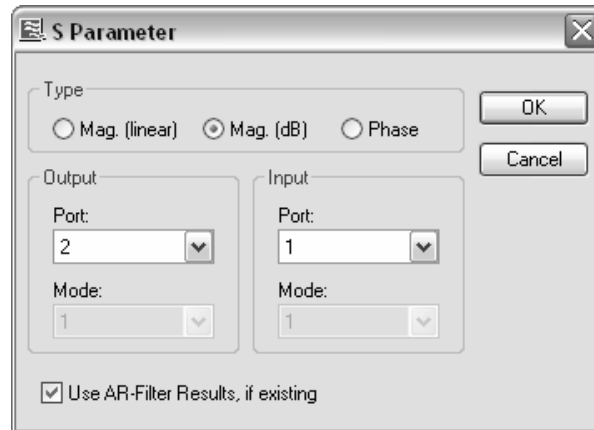 S Parameter
Type
Mag. (linear) Mag. (dB) Phase
OK
Cancel
Output
Port:
2
Mode:
1
Input
Port:
1
Mode:
1
Use AR-Filter Results, if existing